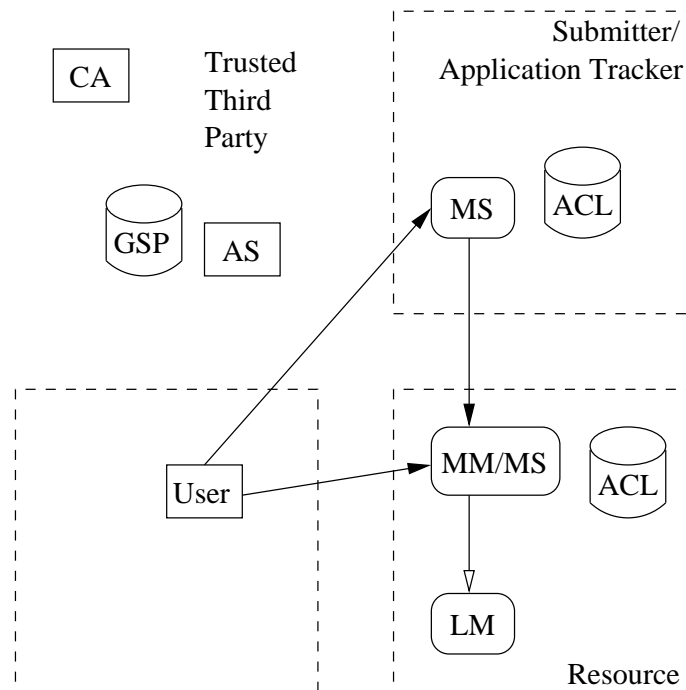 Submitter/
Application Tracker
CA
Trusted
Third
Party
MS
ACL
GSP
AS
User
MM/MS
ACL
LM
Resource